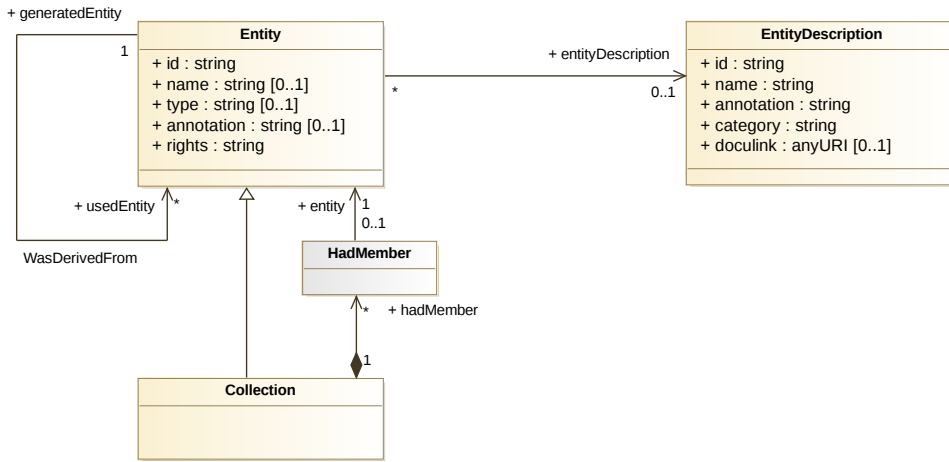 + generatedEntity
1
Entity
+ id : string
+ name : string [0..1]
+ type : string [0..1]
+ annotation : string [0..1]
+ rights : string
+ entityDescription
*
0..1
EntityDescription
+ id : string
+ name : string
+ annotation : string
+ category : string
+ doculink : anyURI [0..1]
+ usedEntity
*
WasDerivedFrom
+ entity
1
0..1
HadMember
*
+ hadMember
1
Collection